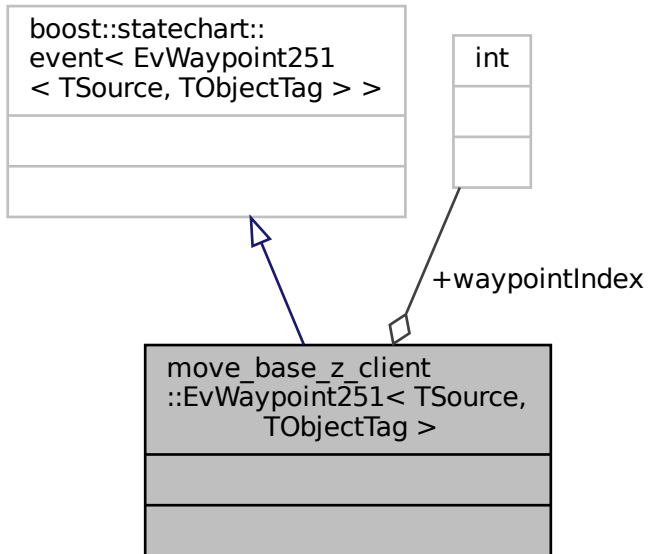 boost::statechart::
event< EvWaypoint251
< TSource, TObjectTag > >
int
+waypointIndex
move_base_z_client
::EvWaypoint251< TSource,
TObjectTag >